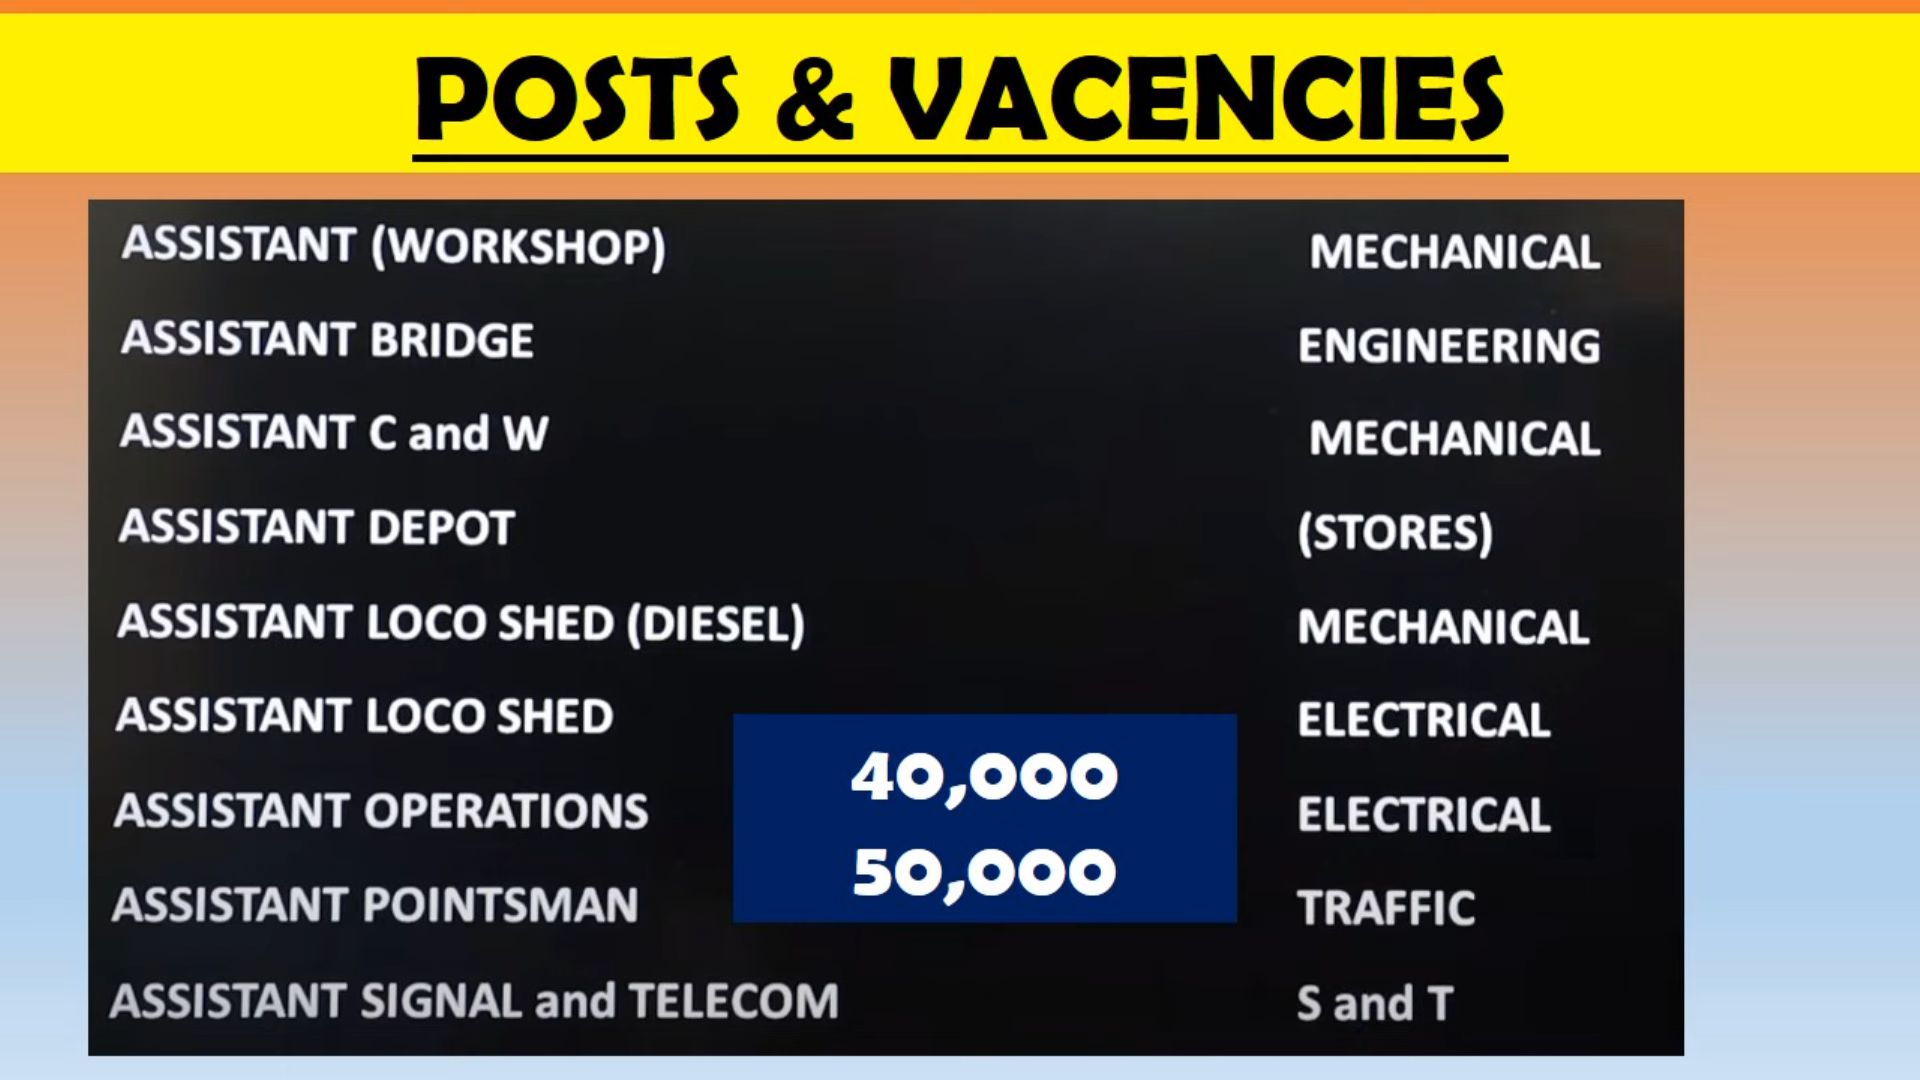 POSTS & VACENCIES
ASSISTANT (WORKSHOP) MECHANICAL
ASSISTANT BRIDGE ENGINEERING
ASSISTANT C and W MECHANICAL
ASSISTANT DEPOT (STORES)
ASSISTANT LOCO SHED (DIESEL) MECHANICAL
ASSISTANT LOCO SHED ELECTRICAL
40,000
ASSISTANT OPERATIONS ELECTRICAL
50,000
ASSISTANT POINTSMAN TRAFFIC
ASSISTANT SIGNAL and TELECOM S and T